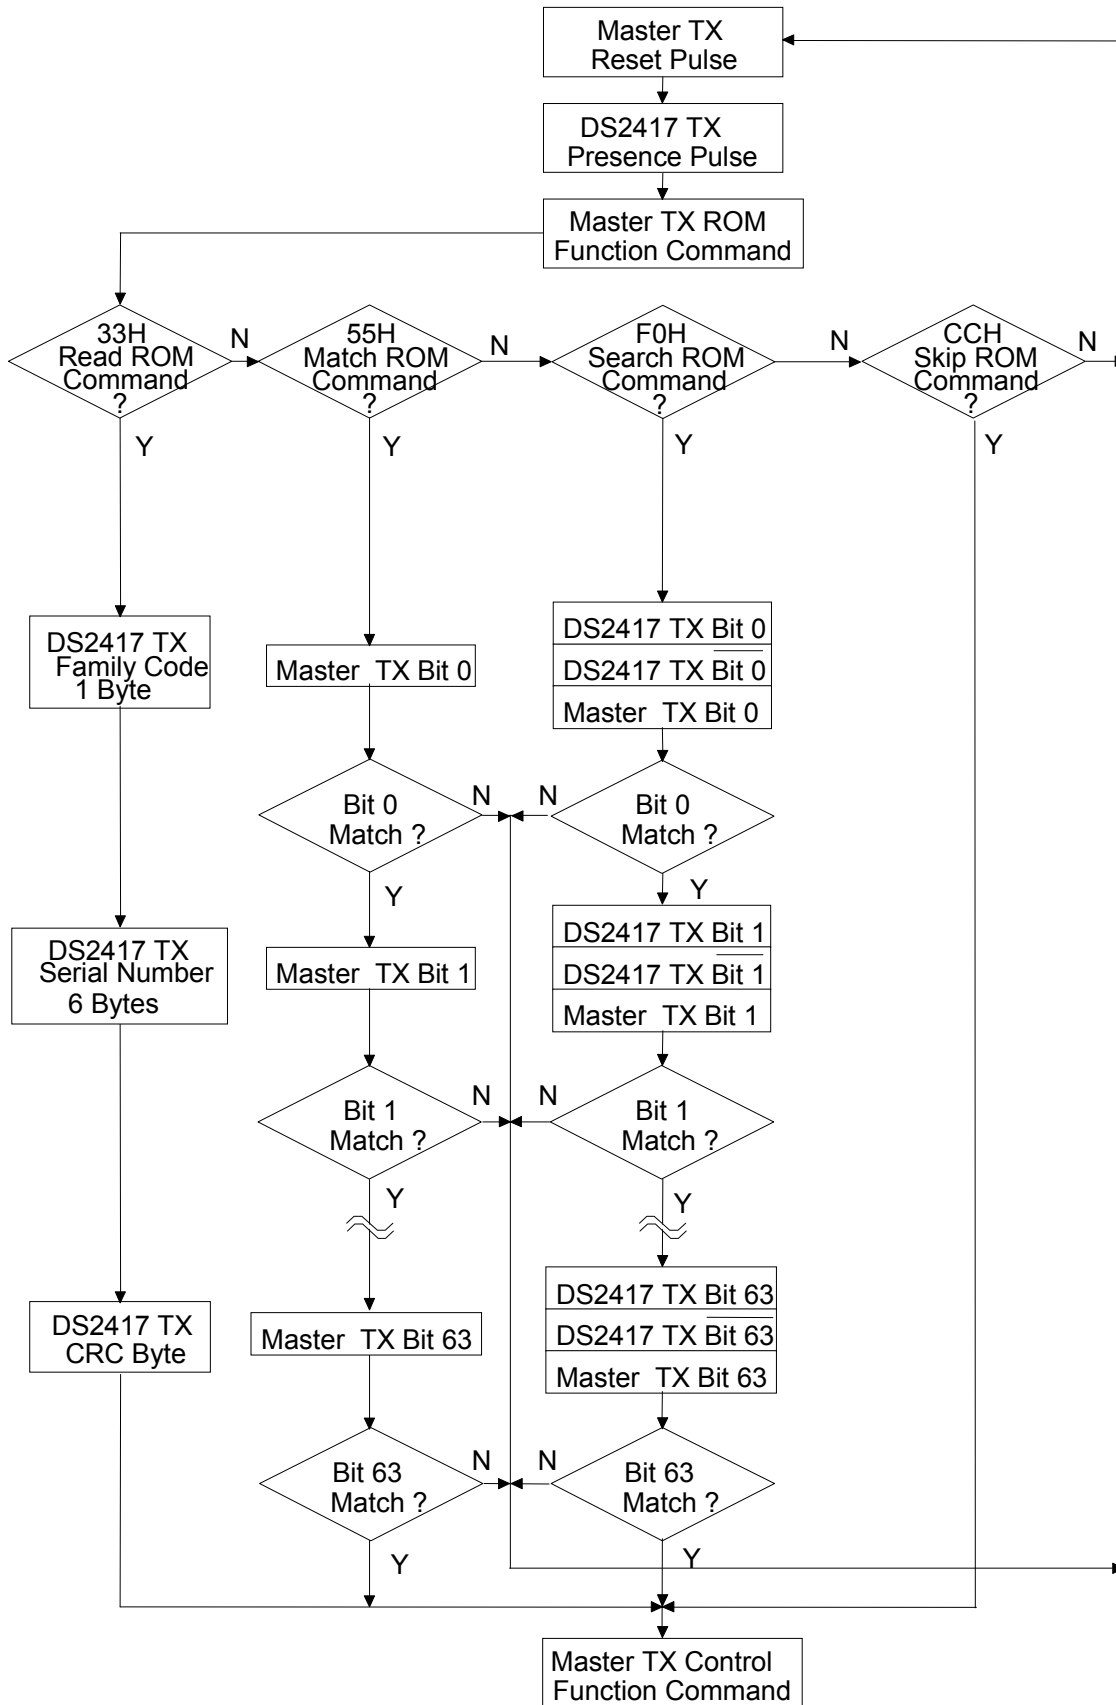 Master TX
Reset Pulse
DS2417 TX
Presence Pulse
Master TX ROM
Function Command
33H
Read ROM
Command
?
N
Y
55H
Match ROM
Command
?
N
Y
F0H
Search ROM
Command
?
N
Y
CCH
Skip ROM
Command
?
N
Y
DS2417 TX
Family Code
1 Byte
DS2417 TX
Serial Number
6 Bytes
DS2417 TX
CRC Byte
Master TX Bit 0
Bit 0
Match ?
N
Y
Master TX Bit 1
Bit 1
Match ?
N
Y
Master TX Bit 63
Bit 63
Match ?
N
Y
DS2417 TX Bit 0
DS2417 TX B̅i̅t̅ ̅0̅
Master TX Bit 0
Bit 0
Match ?
N
Y
DS2417 TX Bit 1
DS2417 TX B̅i̅t̅ ̅1̅
Master TX Bit 1
Bit 1
Match ?
N
Y
DS2417 TX Bit 63
DS2417 TX B̅i̅t̅ ̅6̅3̅
Master TX Bit 63
Bit 63
Match ?
N
Y
Master TX Control
Function Command